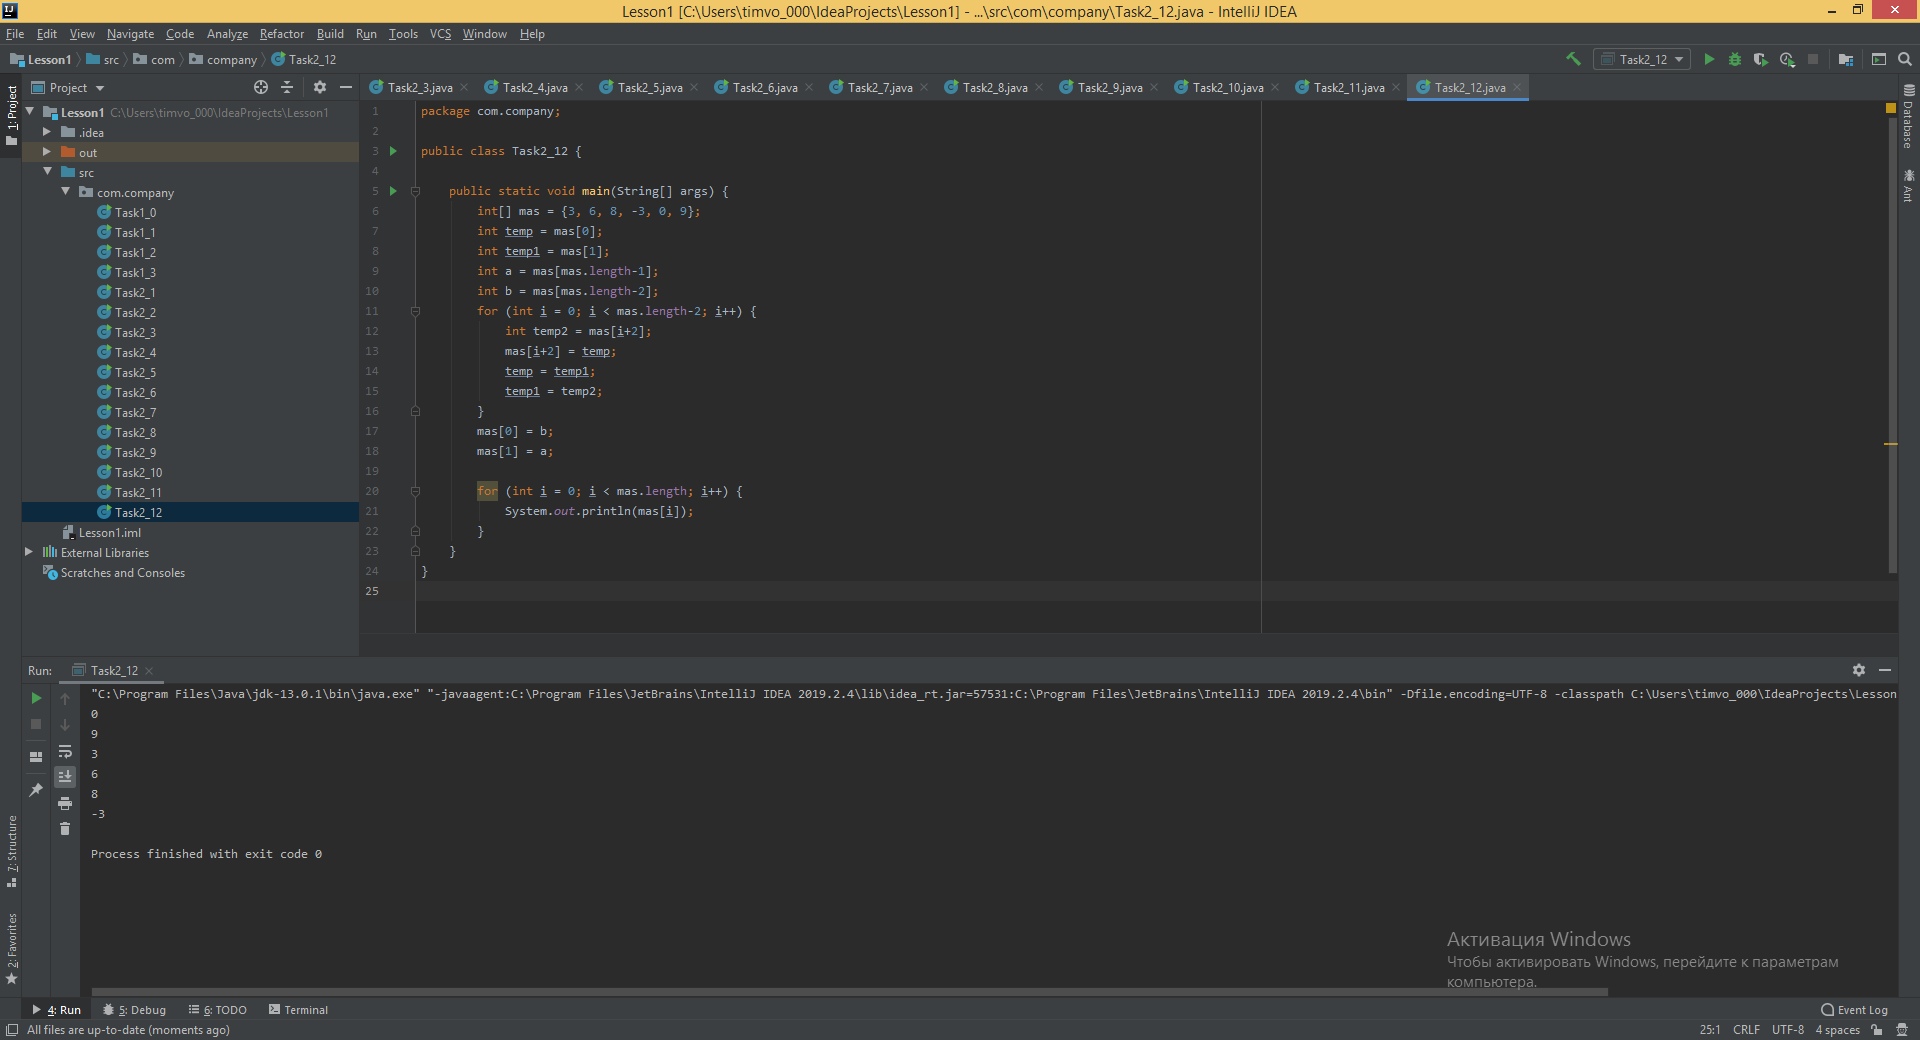 Lesson1 [C:\Users\timvo_000\IdeaProjects\Lesson1] - ...\src\com\company\Task2_12.java - IntelliJ IDEA
File Edit View Navigate Code Analyze Refactor Build Run Tools VCS Window Help
Lesson1 src com company Task2_12
Task2_12
Project
Task2_3.java Task2_4.java Task2_5.java Task2_6.java Task2_7.java Task2_8.java Task2_9.java Task2_10.java Task2_11.java Task2_12.java
1: Project
Lesson1 C:\Users\timvo_000\IdeaProjects\Lesson1
.idea
out
src
com.company
Task1_0
Task1_1
Task1_2
Task1_3
Task2_1
Task2_2
Task2_3
Task2_4
Task2_5
Task2_6
Task2_7
Task2_8
Task2_9
Task2_10
Task2_11
Task2_12
Lesson1.iml
External Libraries
Scratches and Consoles
1 package com.company;
2
3 public class Task2_12 {
4
5 public static void main(String[] args) {
6 int[] mas = {3, 6, 8, -3, 0, 9};
7 int temp = mas[0];
8 int temp1 = mas[1];
9 int a = mas[mas.length-1];
10 int b = mas[mas.length-2];
11 for (int i = 0; i < mas.length-2; i++) {
12 int temp2 = mas[i+2];
13 mas[i+2] = temp;
14 temp = temp1;
15 temp1 = temp2;
16 }
17 mas[0] = b;
18 mas[1] = a;
19
20 for (int i = 0; i < mas.length; i++) {
21 System.out.println(mas[i]);
22 }
23 }
24 }
25
Database
Ant
Run: Task2_12
"C:\Program Files\Java\jdk-13.0.1\bin\java.exe" "-javaagent:C:\Program Files\JetBrains\IntelliJ IDEA 2019.2.4\lib\idea_rt.jar=57531:C:\Program Files\JetBrains\IntelliJ IDEA 2019.2.4\bin" -Dfile.encoding=UTF-8 -classpath C:\Users\timvo_000\IdeaProjects\Lesson
0
9
3
6
8
-3
Process finished with exit code 0
7: Structure
2: Favorites
Активация Windows
Чтобы активировать Windows, перейдите к параметрам
компьютера.
4: Run 5: Debug 6: TODO Terminal Event Log
All files are up-to-date (moments ago) 25:1 CRLF UTF-8 4 spaces